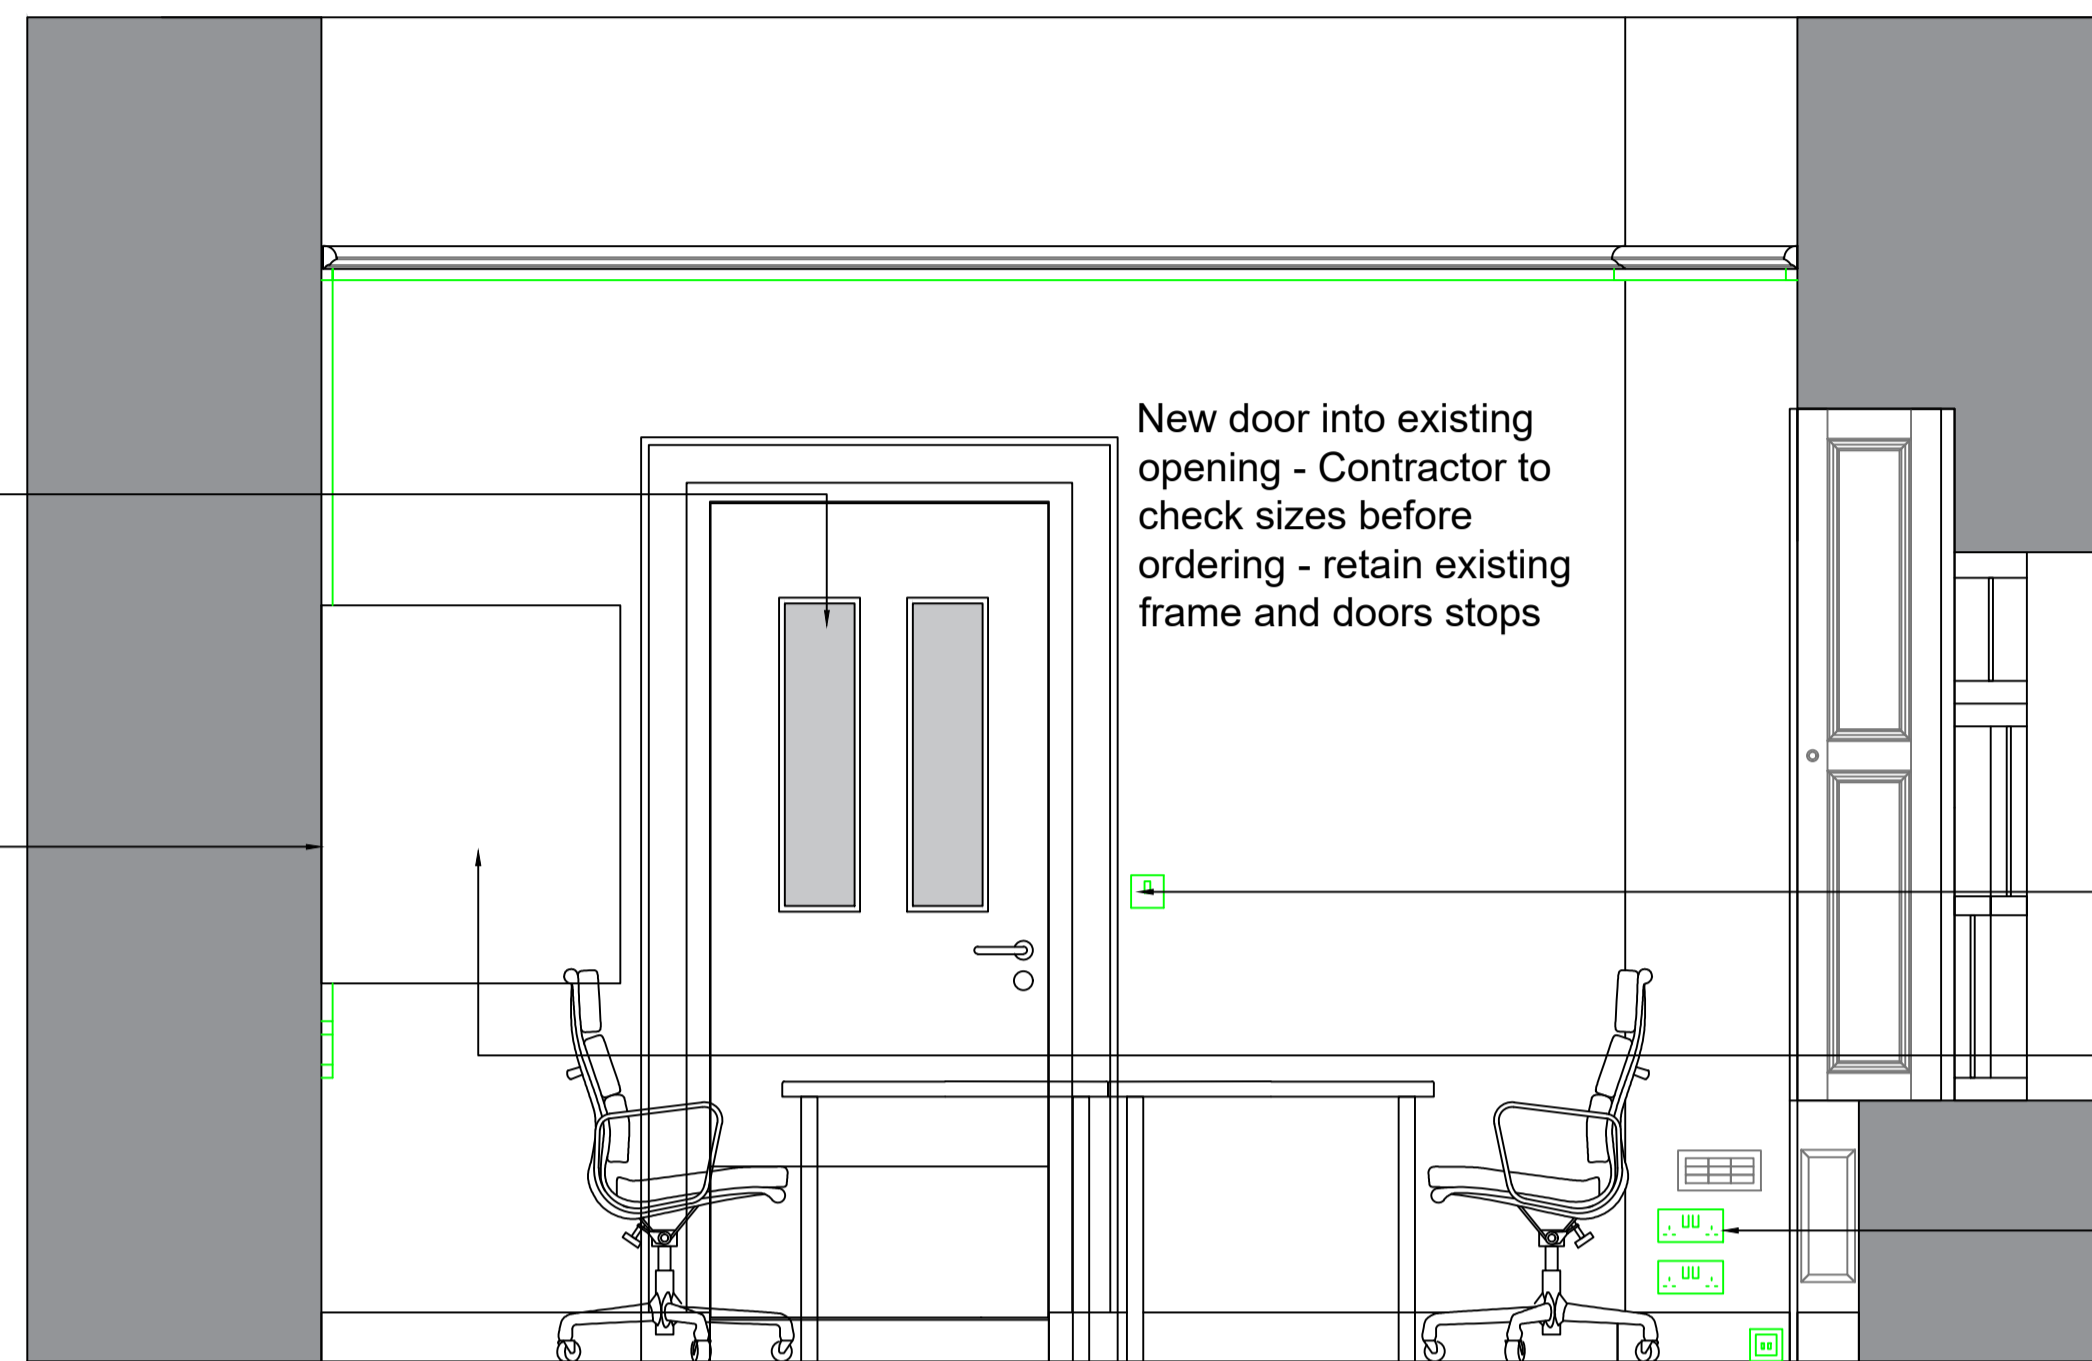 New door into existing
opening - Contractor to
check sizes before
ordering - retain existing
frame and doors stops